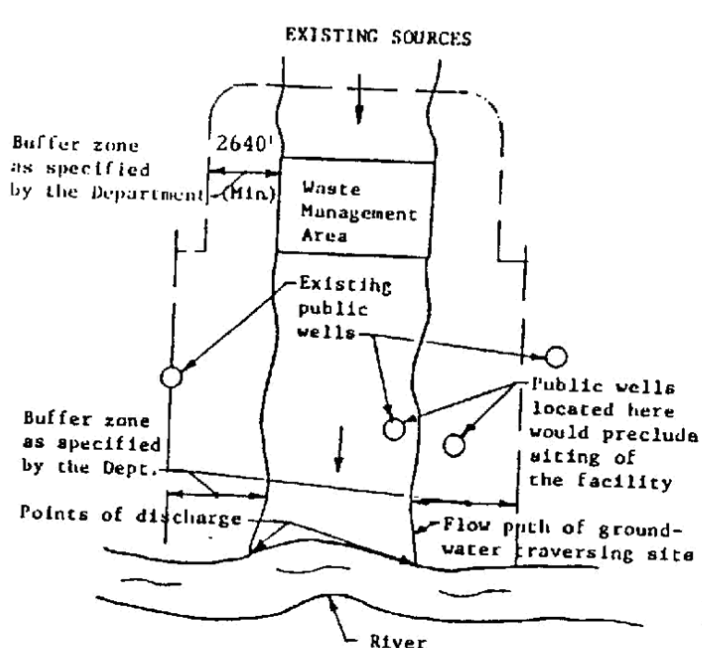 EXISTING SOURCES
Buffer zone
as specified
by the Department
2640'
(Min)
Waste
Management
Area
Existing
public
wells
Public wells
located here
would preclude
siting of
the facility
Buffer zone
as specified
by the Dept.
Points of discharge
Flow path of ground-
water traversing site
River